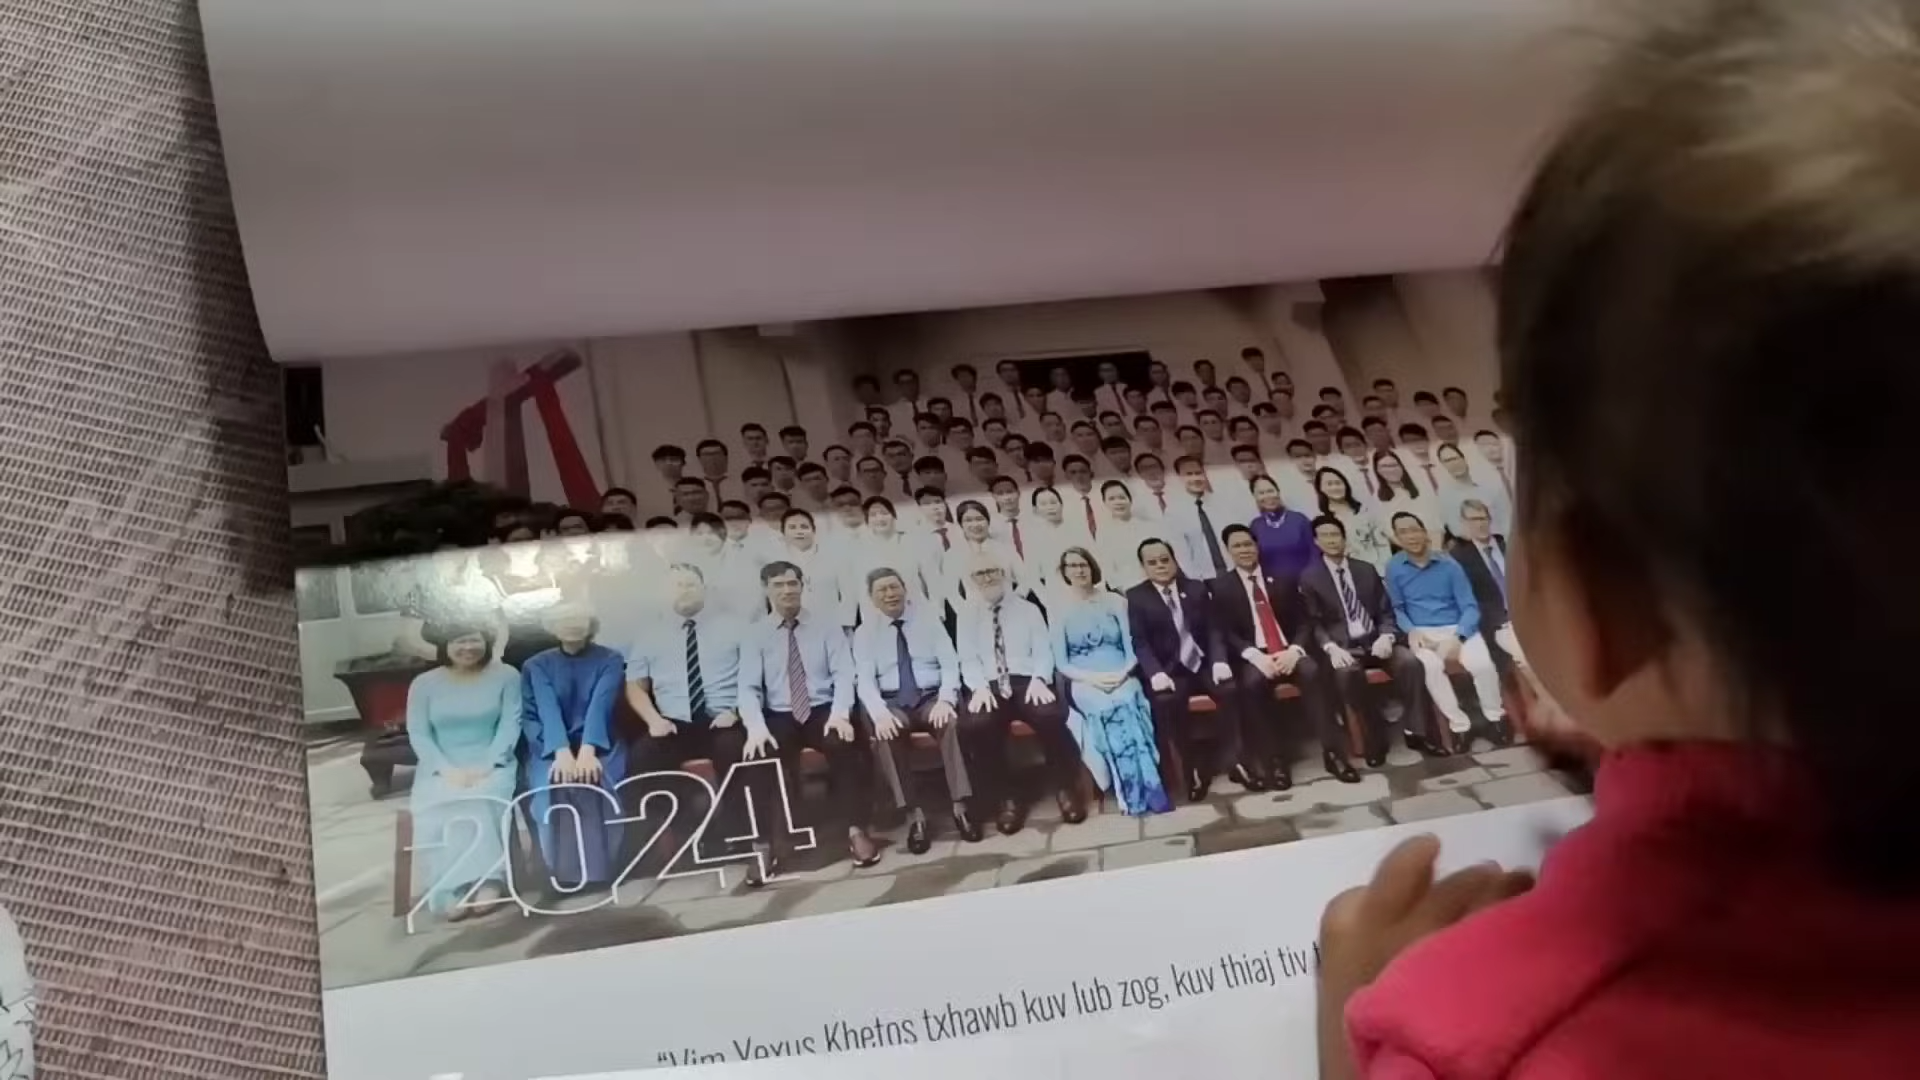 2024
“Vim Yexus Khetos txhawb kuv lub zog, kuv thiaj tiv